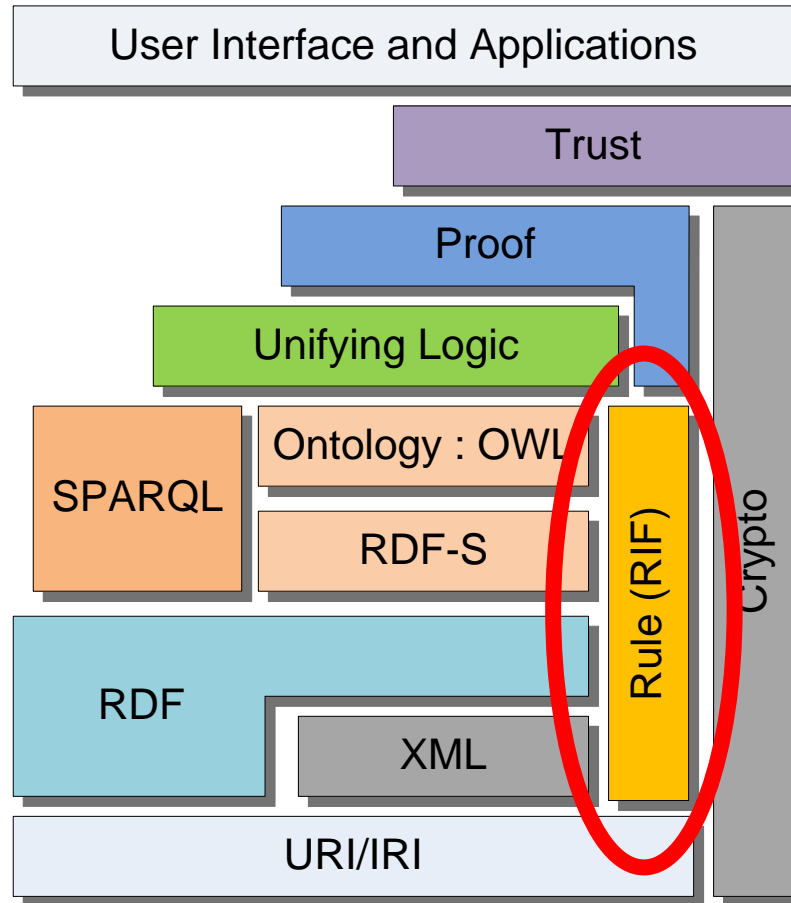 User Interface and Applications
Trust
Proof
Unifying Logic
Ontology : OWL
SPARQL
RDF-S
Rule (RIF)
Crypto
RDF
XML
URI/IRI